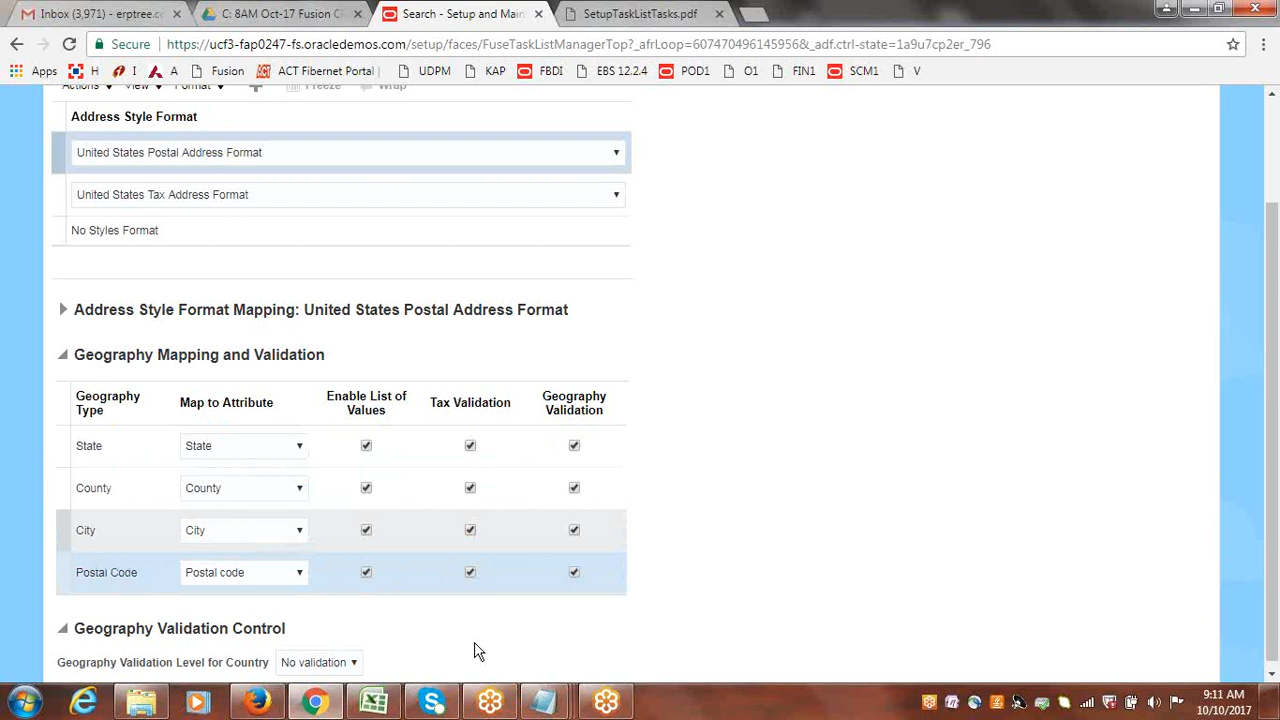 Inbox (3,971) - erptree.co
C: 8AM Oct-17 Fusion C
Search - Setup and Main
SetupTaskListTasks.pdf
Secure
https://ucf3-fap0247-fs.oracledemos.com/setup/faces/FuseTaskListManagerTop?_afrLoop=607470496145956&_adf.ctrl-state=1a9u7cp2er_796
Apps H A Fusion ACT Fibernet Portal UDPM KAP FBDI EBS 12.2.4 POD1 O1 FIN1 SCM1 V
Actions View Format Freeze Wrap
Address Style Format
United States Postal Address Format
United States Tax Address Format
No Styles Format
Address Style Format Mapping: United States Postal Address Format
Geography Mapping and Validation
Geography Type Map to Attribute Enable List of Values Tax Validation Geography Validation
State State
County County
City City
Postal Code Postal code
Geography Validation Control
Geography Validation Level for Country No validation
9:11 AM
10/10/2017